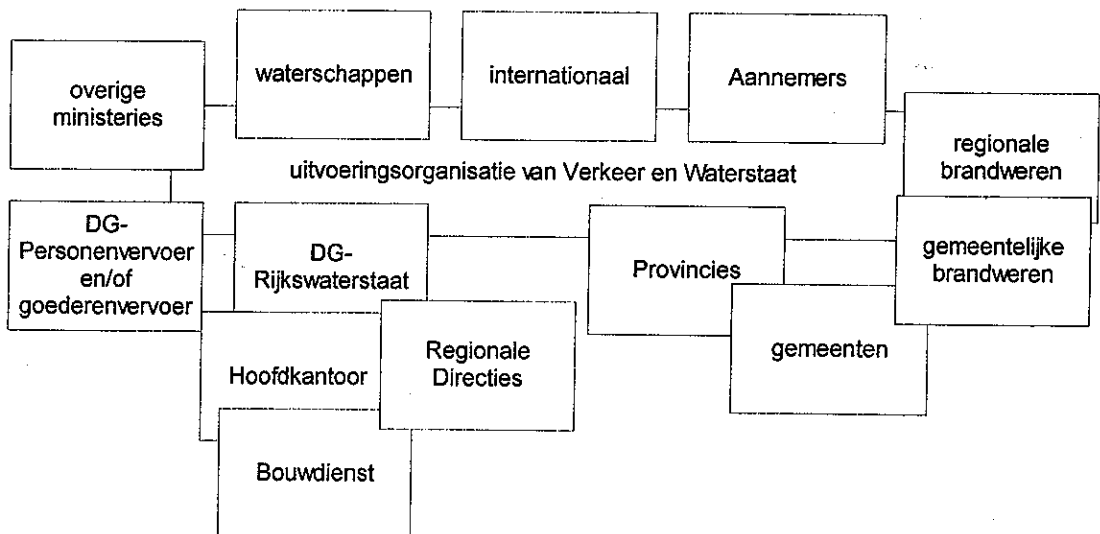 overige
ministeries
waterschappen
internationaal
Aannemers
regionale
brandweren
uitvoeringsorganisatie van Verkeer en Waterstaat
DG-
Personenvervoer
en/of
goederenvervoer
DG-
Rijkswaterstaat
Provincies
gemeentelijke
brandweren
Hoofdkantoor
Regionale
Directies
gemeenten
Bouwdienst